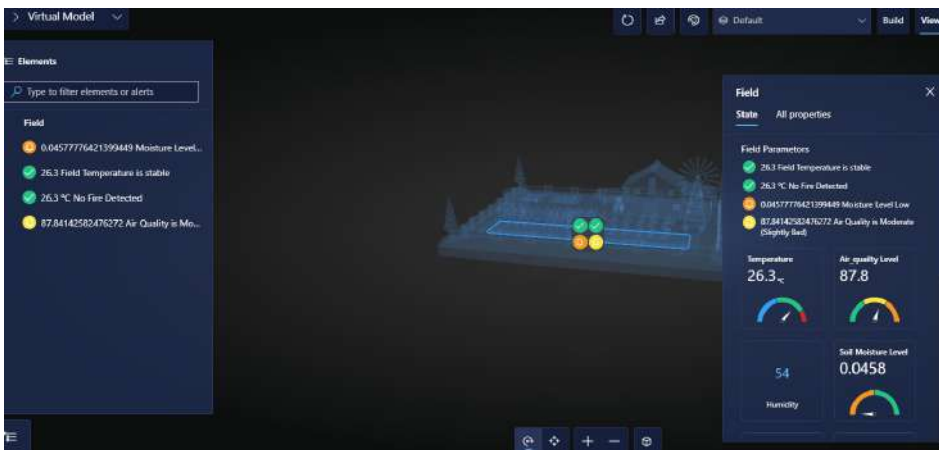 Virtual Model
Default
Build
View
Elements
Type to filter elements or alerts
Field
0.04577776421399449 Moisture Level...
26.3 Field Temperature is stable
26.3 °C No Fire Detected
87.84142582476272 Air Quality is Mo...
Field
State All properties
Field Parametors
26.3 Field Temperature is stable
26.3 °C No Fire Detected
0.04577776421399449 Moisture Level Low
87.84142582476272 Air Quality is Moderate
(Slightly Bad)
Temperature
26.3 °C
Air_quality Level
87.8
54
Humidity
Soil Moisture Level
0.0458